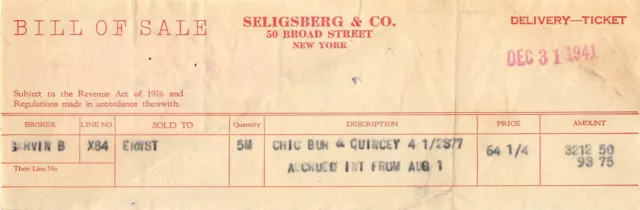 BILL OF SALE
SELIGSBERG & CO.
50 BROAD STREET
NEW YORK
DELIVERY—TICKET
DEC 31 1941
Subject to the Revenue Act of 1926 and
Regulations made in accordance therewith.
BROKER LINE NO. SOLD TO Quantity DESCRIPTION PRICE AMOUNT
B X84 ERNST 5M CHIC BUR & QUINCEY 4 1/2S77 64 1/4 3212 50
Their Line No. ACCRUED INT FROM AUG 1 93 75